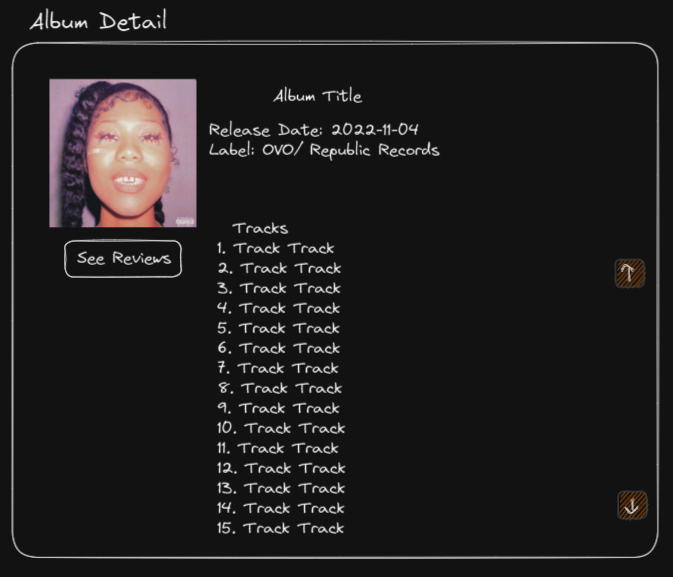 Album Detail
Album Title
Release Date: 2022-11-04
Label: OVO/ Republic Records
See Reviews
Tracks
1. Track Track
2. Track Track
3. Track Track
4. Track Track
5. Track Track
6. Track Track
7. Track Track
8. Track Track
9. Track Track
10. Track Track
11. Track Track
12. Track Track
13. Track Track
14. Track Track
15. Track Track